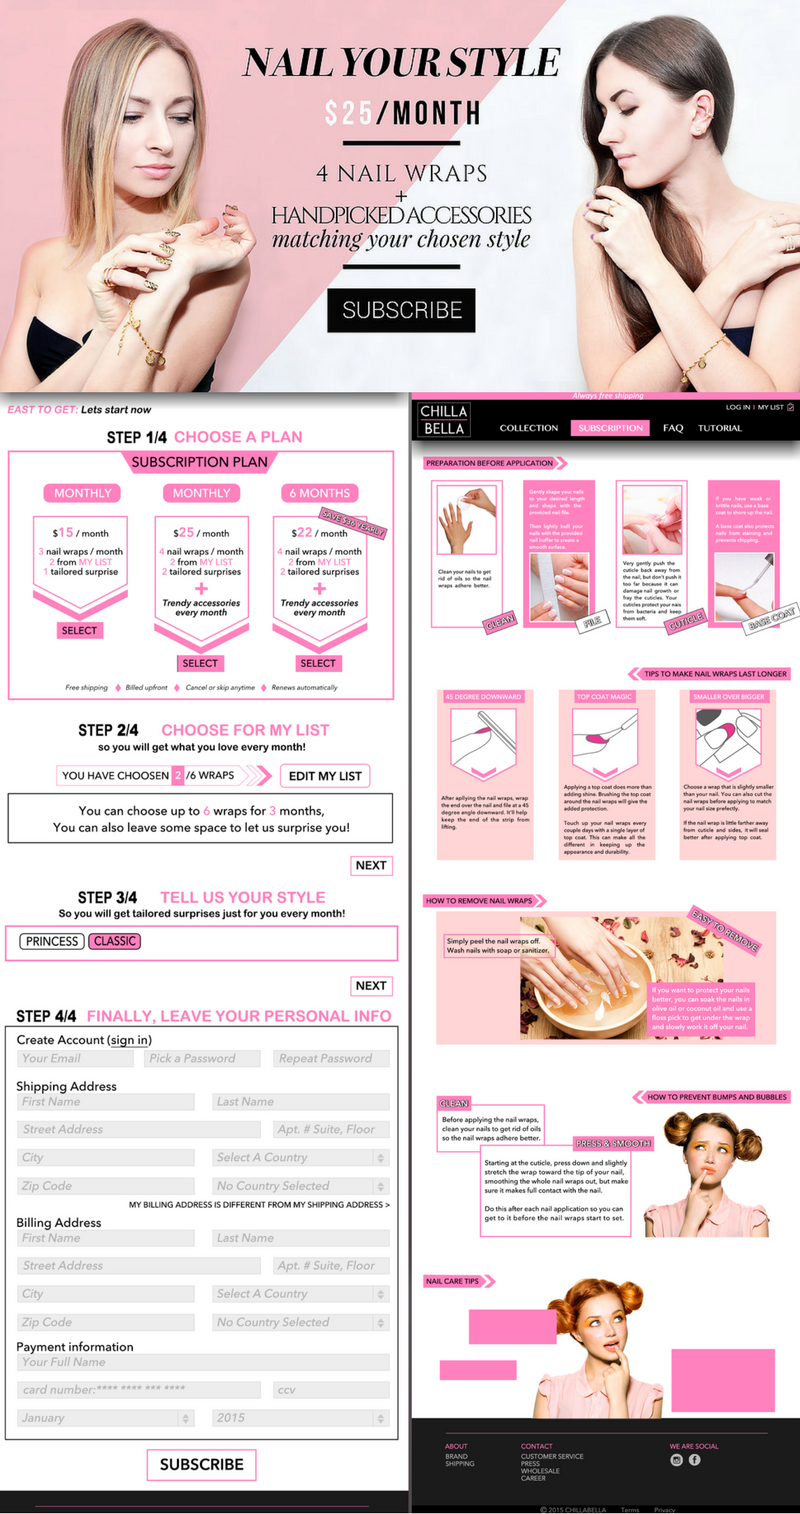 NAIL YOUR STYLE
$25/MONTH
4 NAIL WRAPS
+
HANDPICKED ACCESSORIES
matching your chosen style
SUBSCRIBE
EAST TO GET: Lets start now
STEP 1/4 CHOOSE A PLAN
SUBSCRIPTION PLAN
MONTHLY
$15 / month
3 nail wraps / month
2 from MY LIST
1 tailored surprise
SELECT
MONTHLY
$25 / month
4 nail wraps / month
2 from MY LIST
2 tailored surprises
+
Trendy accessories
every month
SELECT
6 MONTHS
SAVE $36 YEARLY
$22 / month
4 nail wraps / month
2 from MY LIST
2 tailored surprises
+
Trendy accessories
every month
SELECT
Free shipping ♦ Billed upfront ♦ Cancel or skip anytime ♦ Renews automatically
STEP 2/4 CHOOSE FOR MY LIST
so you will get what you love every month!
YOU HAVE CHOOSEN 2 /6 WRAPS
EDIT MY LIST
You can choose up to 6 wraps for 3 months,
You can also leave some space to let us surprise you!
NEXT
STEP 3/4 TELL US YOUR STYLE
So you will get tailored surprises just for you every month!
PRINCESS CLASSIC
NEXT
STEP 4/4 FINALLY, LEAVE YOUR PERSONAL INFO
Create Account (sign in)
Your Email Pick a Password Repeat Password
Shipping Address
First Name Last Name
Street Address Apt. # Suite, Floor
City Select A Country
Zip Code No Country Selected
MY BILLING ADDRESS IS DIFFERENT FROM MY SHIPPING ADDRESS >
Billing Address
First Name Last Name
Street Address Apt. # Suite, Floor
City Select A Country
Zip Code No Country Selected
Payment information
Your Full Name
card number:**** **** *** **** ccv
January 2015
SUBSCRIBE
Always free shipping
CHILLA
BELLA
LOG IN I MY LIST
COLLECTION SUBSCRIPTION FAQ TUTORIAL
PREPARATION BEFORE APPLICATION
Clean your nails to get
rid of oils so the nail
wraps adhere better.
CLEAN
Gently shape your nails
to your desired length
and shape with the
provided nail file.
Then lightly buff your
nails with the provided
nail buffer to create a
smooth surface.
FILE
Very gently push the
cuticle back away from
the nail, but don't push it
too far because it can
damage nail growth or
fray the cuticles. Your
cuticles protect your nais
from bacteria and keep
them soft.
CUTICLE
If you have weak or
brittle nails, use a base
coat to shore up the nail.
A base coat also protects
nails from staining and
prevents chipping.
BASE COAT
TIPS TO MAKE NAIL WRAPS LAST LONGER
45 DEGREE DOWNWARD
After apllying the nail wraps, wrap
the end over the nail and file at a 45
degree angle downward. It'll help
keep the end of the strip from
lifting.
TOP COAT MAGIC
Applying a top coat does more than
adding shine. Brushing the top coat
around the nail wraps will give the
added protection.
Touch up your nail wraps every
couple days with a single layer of
top coat. This can make all the
different in keeping up the
appearance and durability.
SMALLER OVER BIGGER
Choose a wrap that is slightly smaller
than your nail. You can also cut the
nail wraps before applying to match
your nail size prefectly.
If the nail wrap is little farther away
from cuticle and sides, it will seal
better after applying top coat.
HOW TO REMOVE NAIL WRAPS
EASY TO REMOVE
Simply peel the nail wraps off.
Wash nails with soap or sanitizer.
If you want to protect your nails
better, you can soak the nails in
olive oil or coconut oil and use a
floss pick to get under the wrap
and slowly work it off your nail.
HOW TO PREVENT BUMPS AND BUBBLES
CLEAN
Before applying the nail wraps,
clean your nails to get rid of oils
so the nail wraps adhere better.
PRESS & SMOOTH
Starting at the cuticle, press down and slightly
stretch the wrap toward the tip of your nail,
smoothing the whole nail wraps out, but make
sure it makes full contact with the nail.
Do this after each nail application so you can
get to it before the nail wraps start to set.
NAIL CARE TIPS
ABOUT
BRAND
SHIPPING
CONTACT
CUSTOMER SERVICE
PRESS
WHOLESALE
CAREER
WE ARE SOCIAL
© 2015 CHILLABELLA Terms Privacy